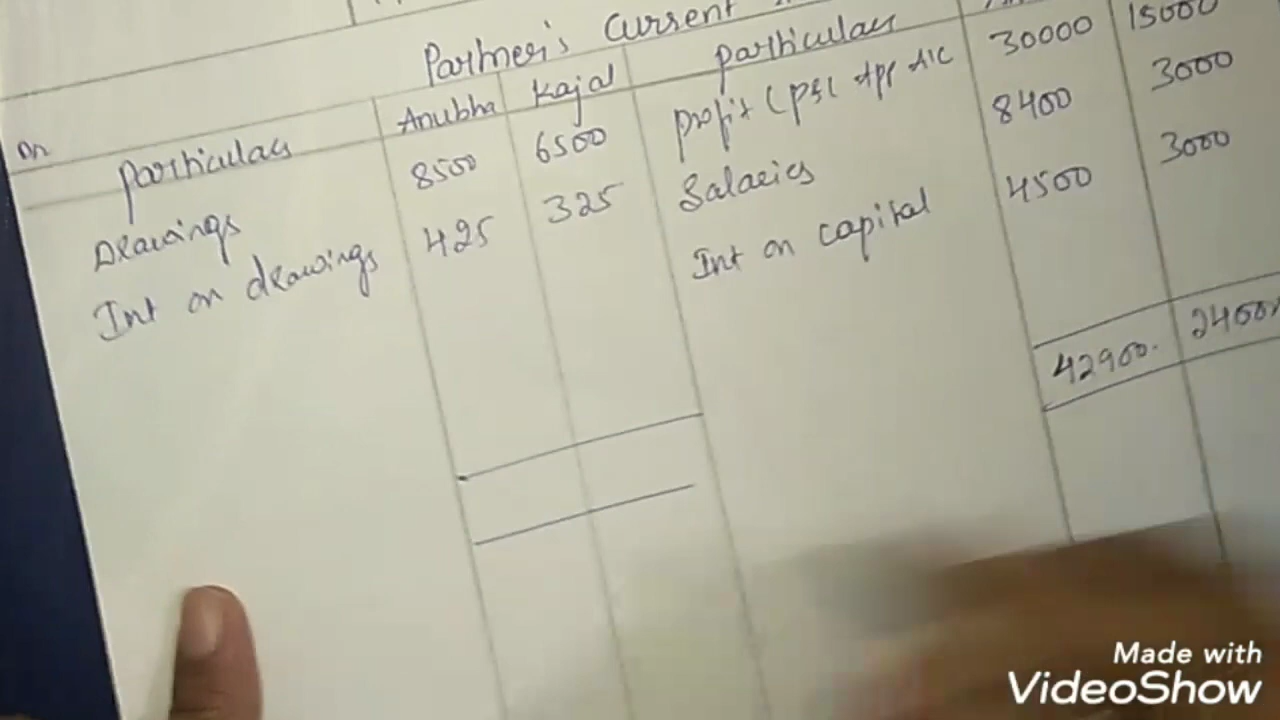 Partner's Current
Dr
Particulars Anubha Kajal particulars
Drawings 8500 6500 Profit (P&L App A/c 30000 15000
Int on drawings 425 325 Salaries 8400 3000
Int on capital 4500 3000
42900.
Made with
VideoShow